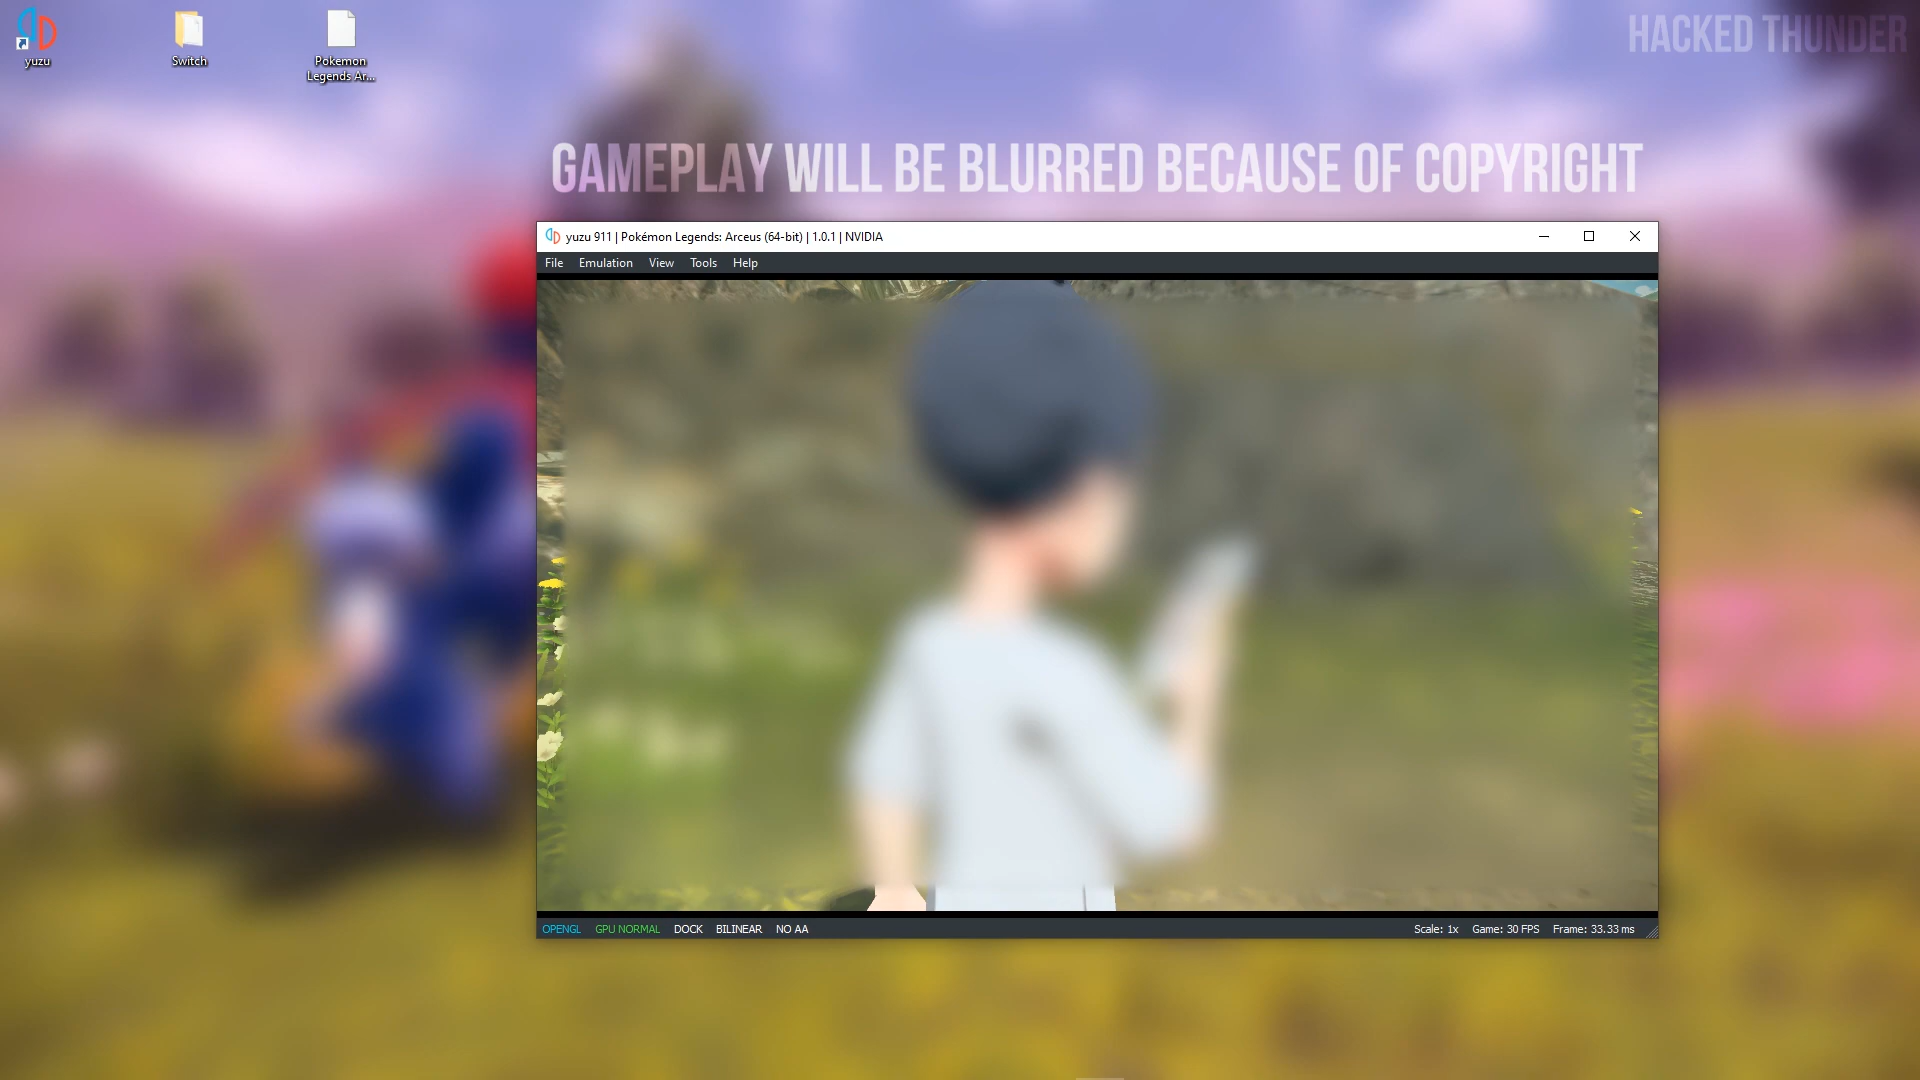 yuzu
Switch
Pokemon
Legends Ar...
HACKED THUNDER
GAMEPLAY WILL BE BLURRED BECAUSE OF COPYRIGHT
yuzu 911 | Pokémon Legends: Arceus (64-bit) | 1.0.1 | NVIDIA
File Emulation View Tools Help
OPENGL GPU NORMAL DOCK BILINEAR NO AA Scale: 1x Game: 30 FPS Frame: 33.33 ms